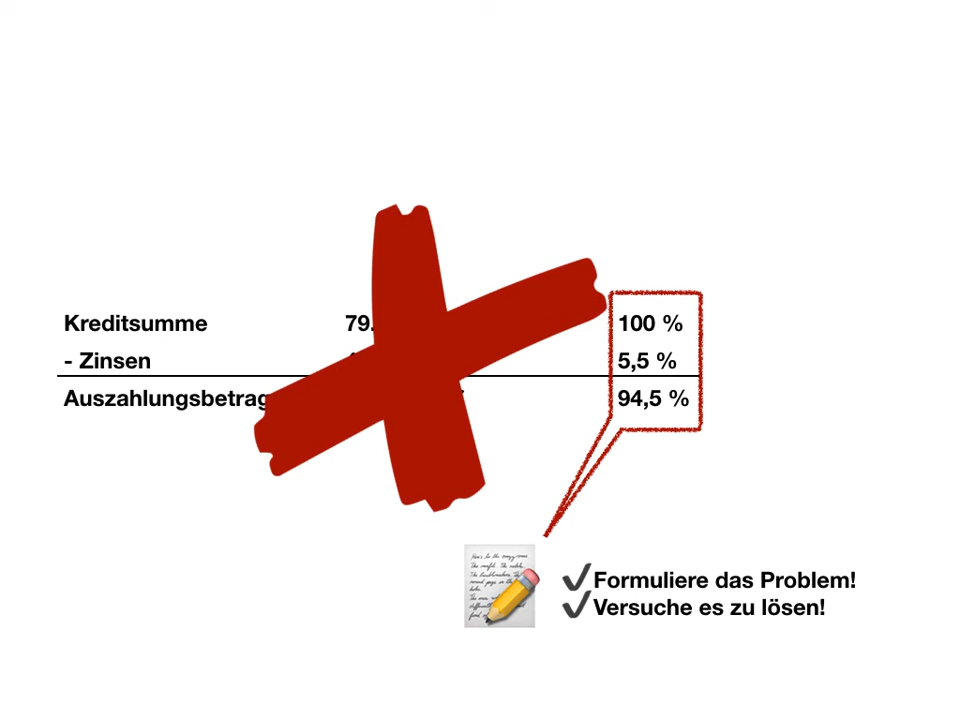 Kreditsumme 100 %
- Zinsen 5,5 %
Auszahlungsbetrag 94,5 %
Formuliere das Problem!
Versuche es zu lösen!